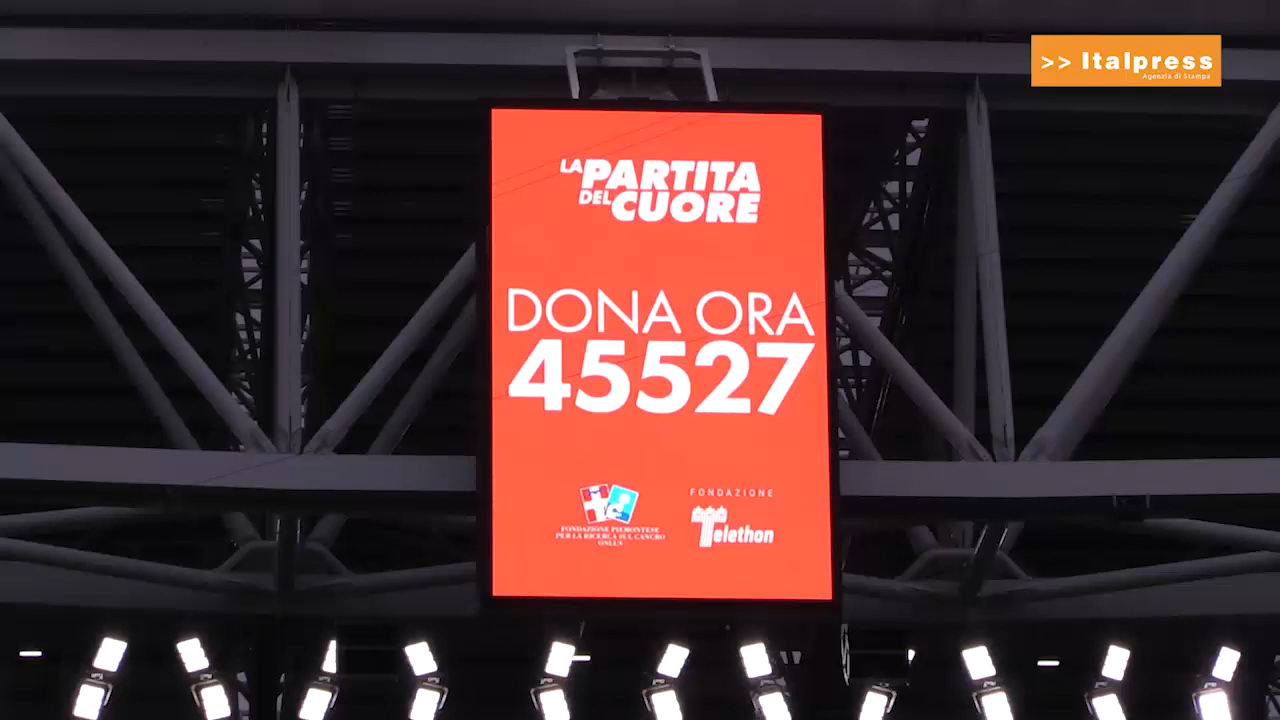 >> Italpress
Agenzia di Stampa
LA PARTITA
DEL CUORE
DONA ORA
45527
FONDAZIONE PIEMONTESE
PER LA RICERCA SUL CANCRO
ONLUS
FONDAZIONE
Telethon